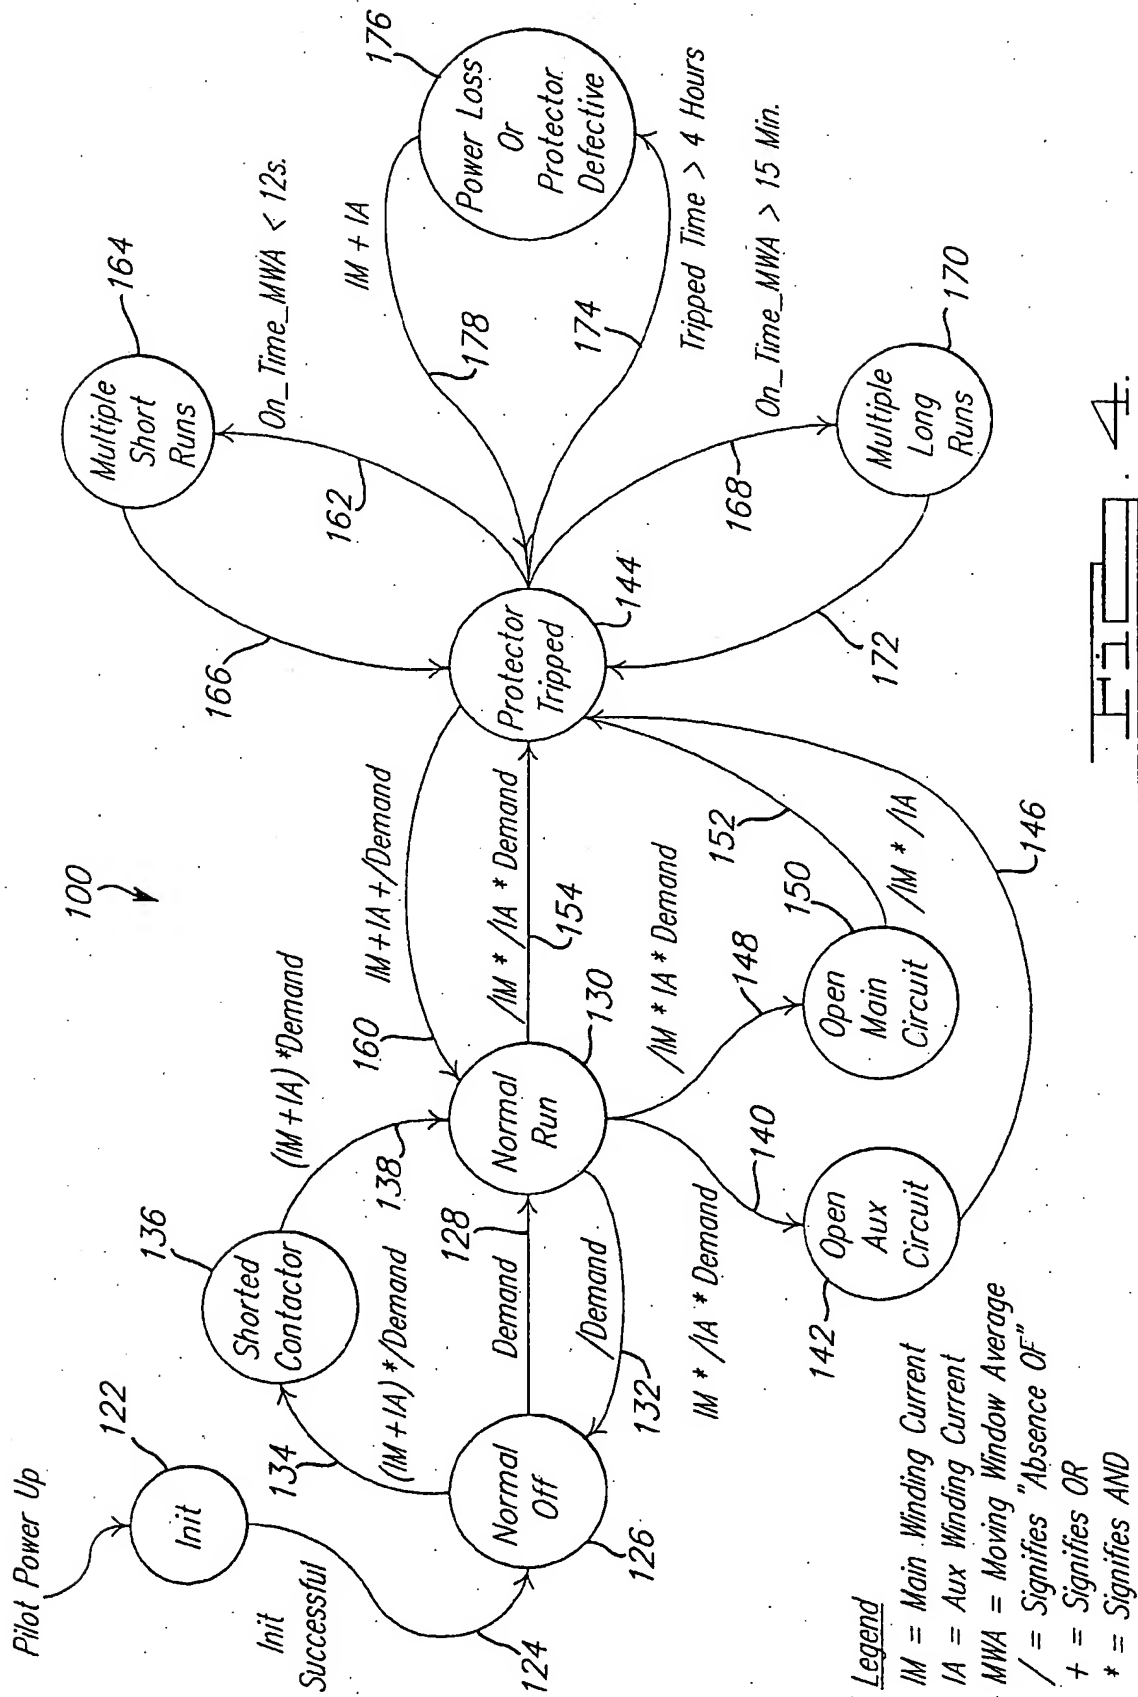 Pilot Power Up
122
Init
Init
Successful
124
100
134
136
Shorted
Contactor
(IM + IA) *Demand
138
(IM + IA) */Demand
Normal
Off
126
Demand
128
/Demand
132
Normal
Run
130
160
IM + IA + /Demand
/IM * /IA * Demand
154
Protector
Tripped
144
166
162
Multiple
Short
Runs
164
On_Time_MWA < 12s.
IM + IA
178
Power Loss
Or
Protector
Defective
176
174
Tripped Time > 4 Hours
On_Time_MWA > 15 Min.
168
Multiple
Long
Runs
170
172
IM * /IA * Demand
140
Open
Aux
Circuit
142
/IM * IA * Demand
148
Open
Main
Circuit
150
152
/IM * /IA
146
Legend
IM = Main Winding Current
IA = Aux Winding Current
MWA = Moving Window Average
/ = Signifies "Absence OF"
+ = Signifies OR
* = Signifies AND
Fig. 4.